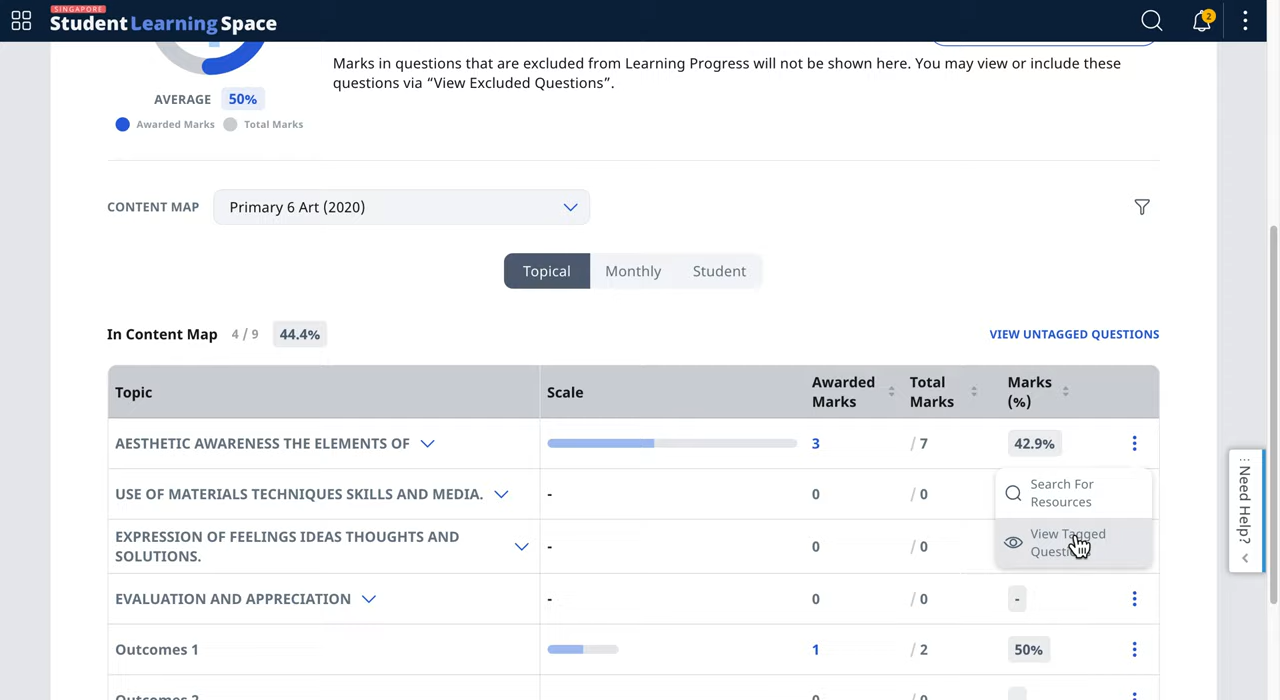 SINGAPORE
Student Learning Space
2
Marks in questions that are excluded from Learning Progress will not be shown here. You may view or include these
questions via “View Excluded Questions”.
AVERAGE 50%
Awarded Marks Total Marks
CONTENT MAP Primary 6 Art (2020)
Topical Monthly Student
In Content Map 4 / 9 44.4% VIEW UNTAGGED QUESTIONS
Topic Scale Awarded Marks Total Marks Marks (%)
AESTHETIC AWARENESS THE ELEMENTS OF 3 / 7 42.9%
USE OF MATERIALS TECHNIQUES SKILLS AND MEDIA. - 0 / 0
Search For
Resources
EXPRESSION OF FEELINGS IDEAS THOUGHTS AND
SOLUTIONS. - 0 / 0
View Tagged
EVALUATION AND APPRECIATION - 0 / 0 -
Outcomes 1 1 / 2 50%
Need Help?